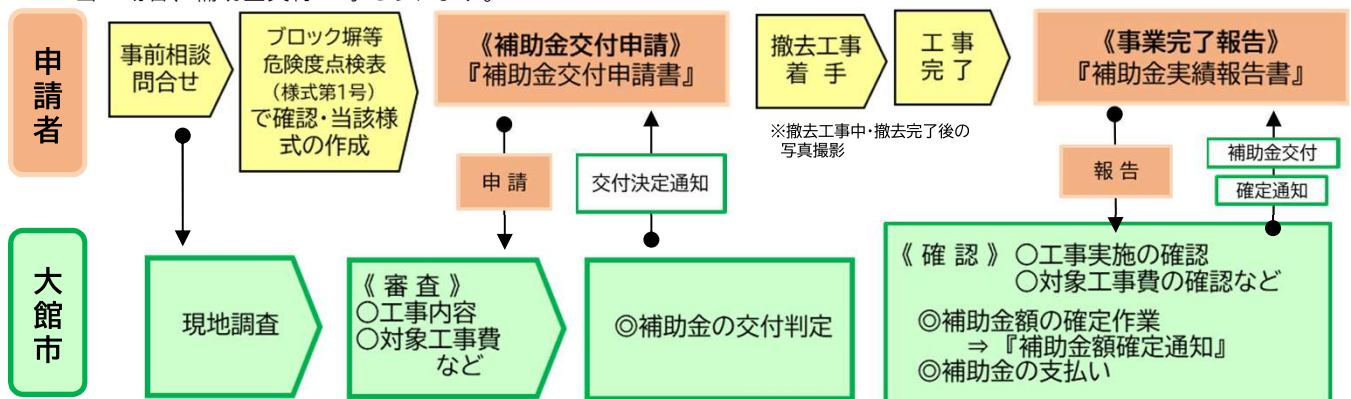 申請者
事前相談
問合せ
ブロック塀等
危険度点検表
(様式第1号)
で確認・当該様
式の作成
《補助金交付申請》
『補助金交付申請書』
撤去工事
着 手
工 事
完 了
《事業完了報告》
『補助金実績報告書』
※撤去工事中・撤去完了後の
写真撮影
申 請
交付決定通知
報 告
補助金交付
確定通知
大館市
現地調査
《 審 査 》
○工事内容
○対象工事費
など
◎補助金の交付判定
《 確 認 》 ○工事実施の確認
○対象工事費の確認など
◎補助金額の確定作業
⇒ 『補助金額確定通知』
◎補助金の支払い